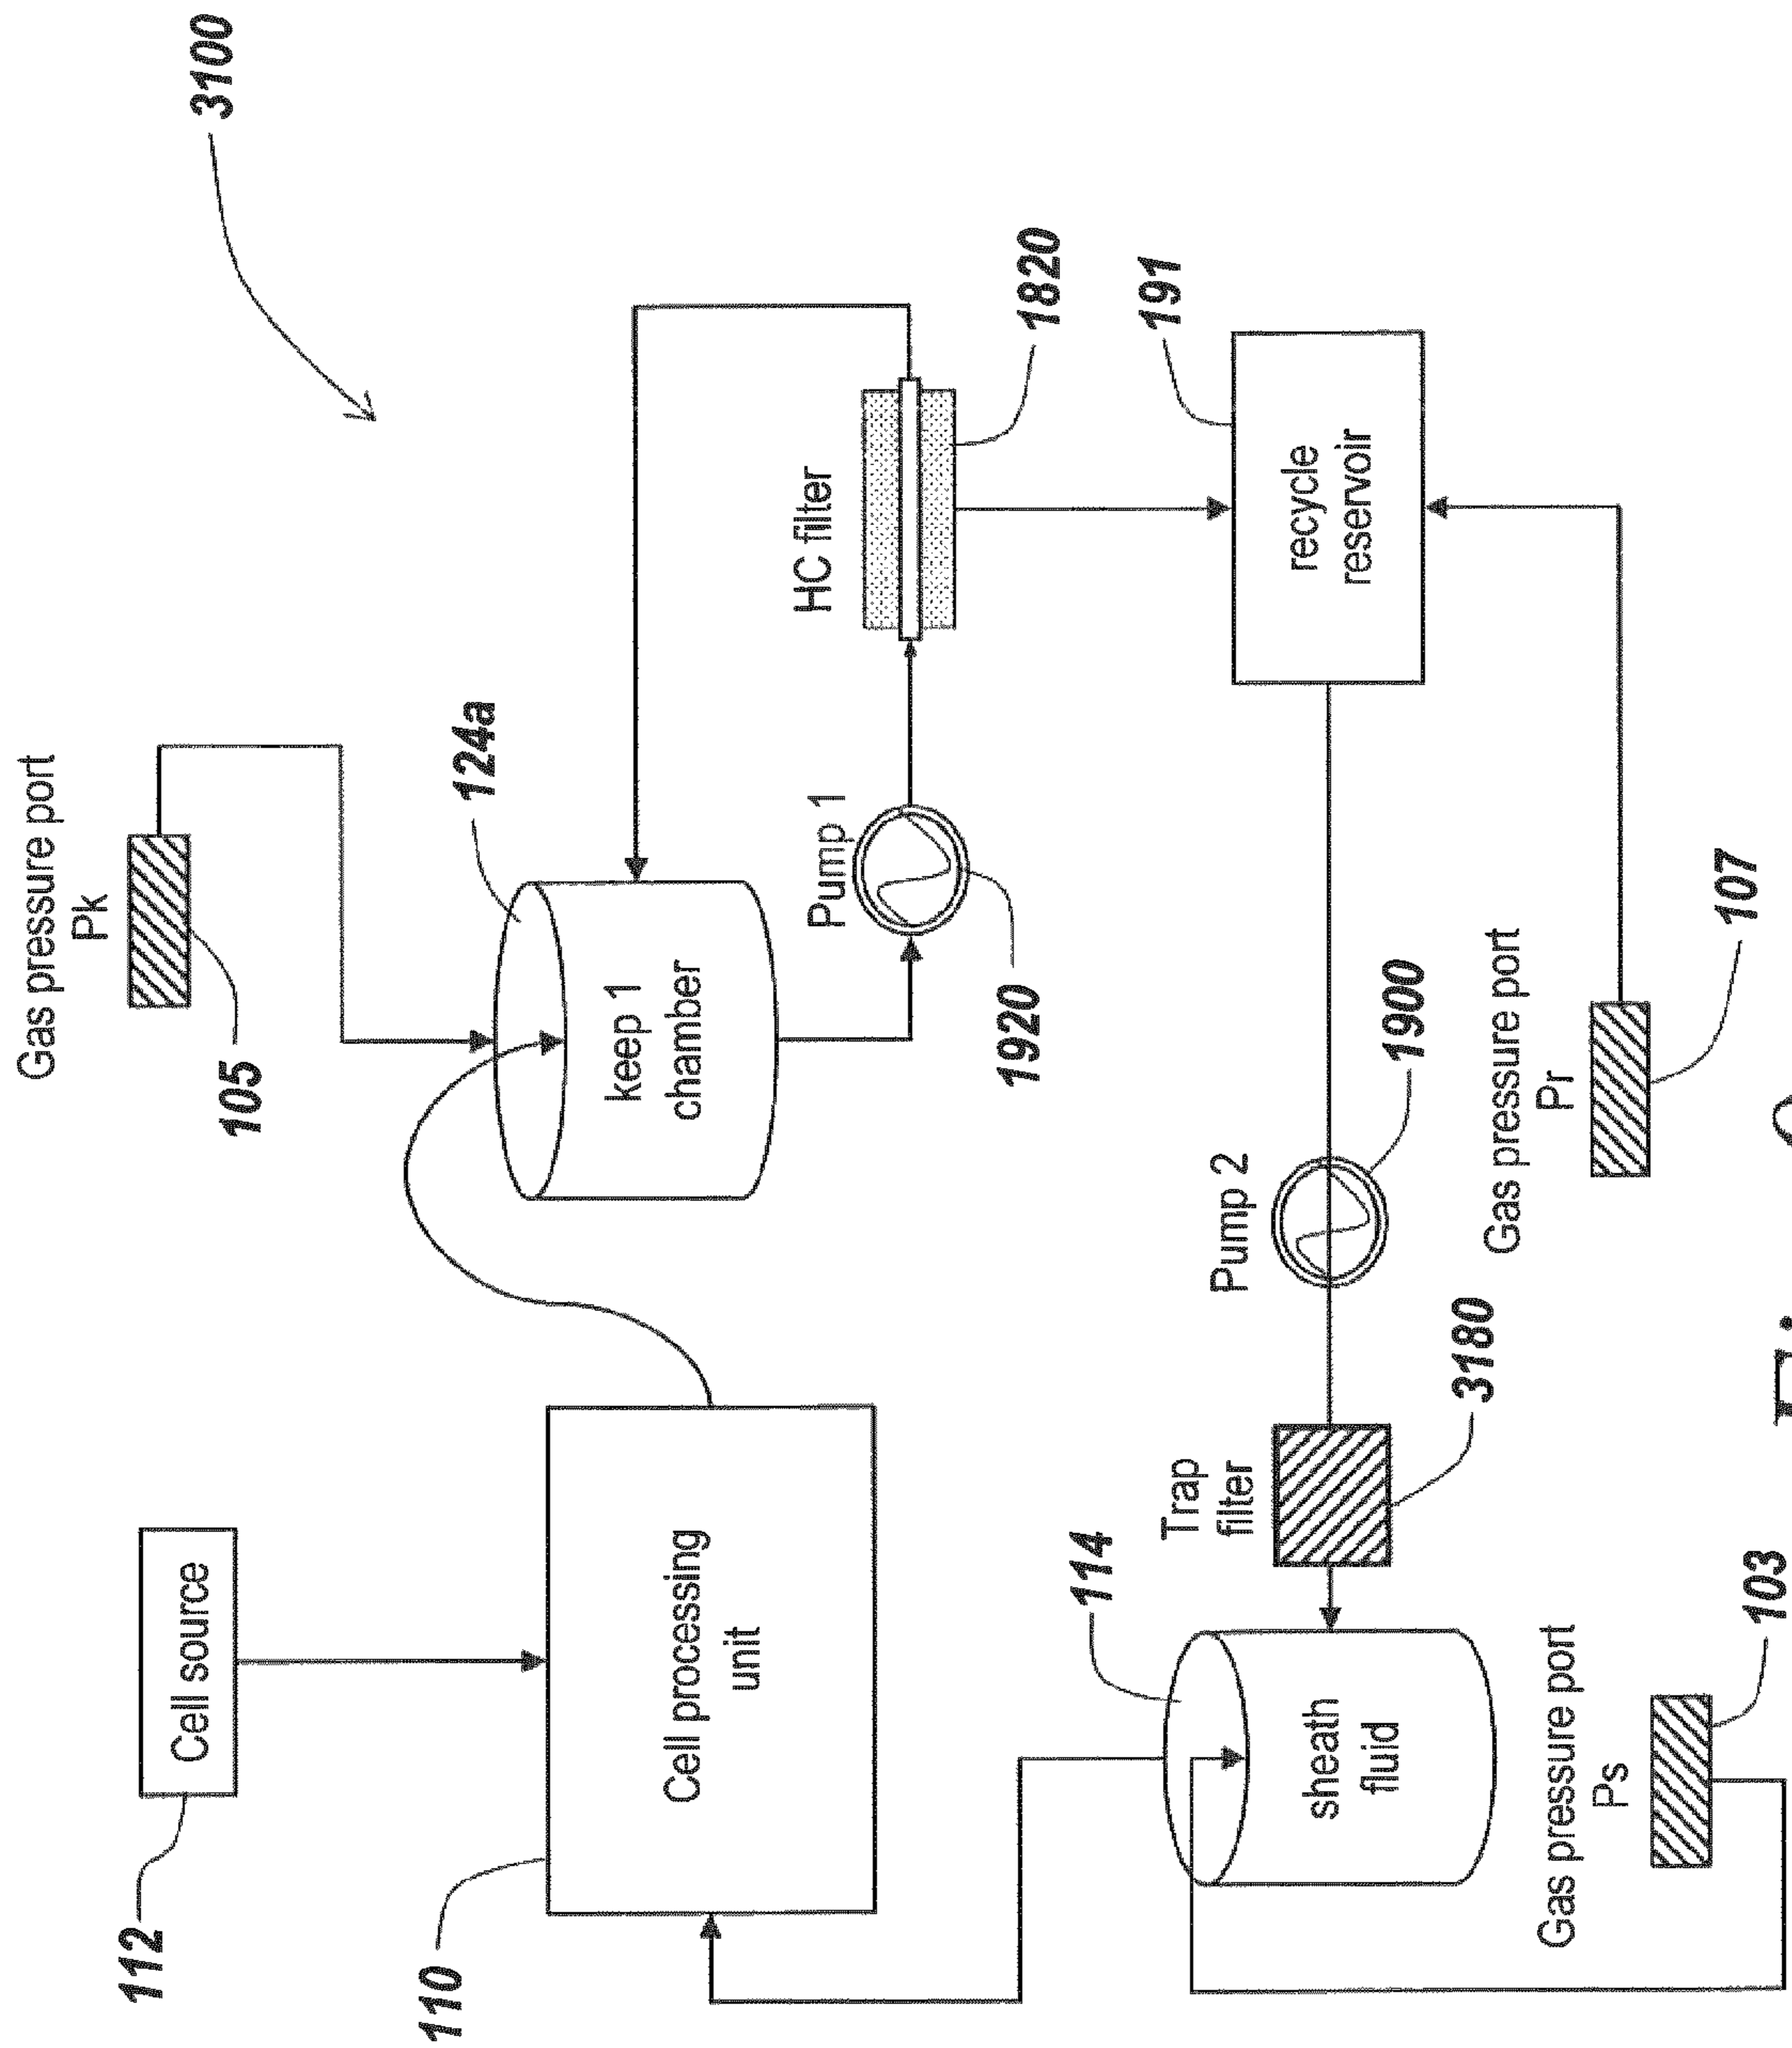 Gas pressure port
Pk
112
Cell source
105
3100
110
Cell processing
unit
124a
keep 1
chamber
Pump 1
HC filter
1920
1820
114
Trap
filter
Pump 2
191
sheath
fluid
recycle
reservoir
3180
1900
Gas pressure port
Pr
Gas pressure port
Ps
103
107